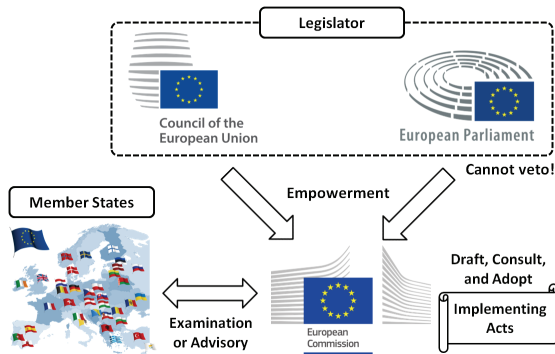 Legislator
Council of the
European Union
European Parliament
Cannot veto!
Empowerment
Member States
Draft, Consult,
and Adopt
Implementing
Acts
Examination
or Advisory
European
Commission